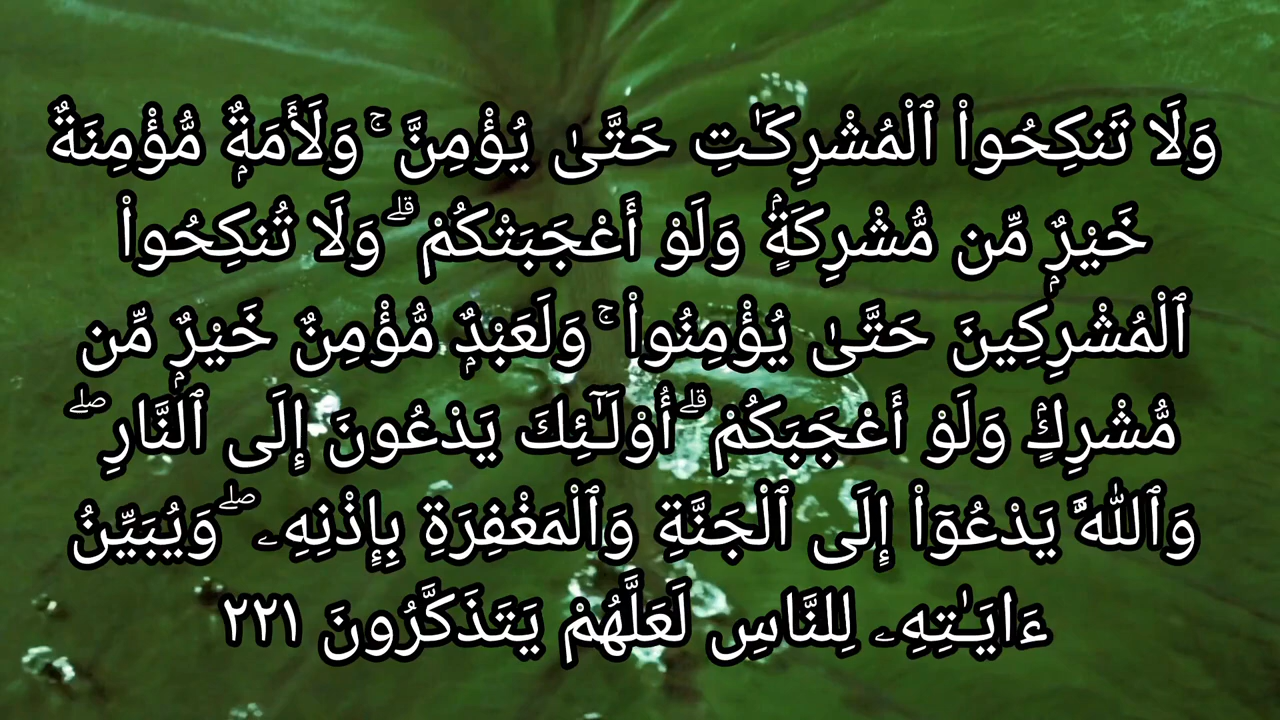 وَلَا تَنكِحُوا۟ ٱلْمُشْرِكَـٰتِ حَتَّىٰ يُؤْمِنَّ ۚ وَلَأَمَةٌۭ مُّؤْمِنَةٌ
خَيْرٌۭ مِّن مُّشْرِكَةٍۢ وَلَوْ أَعْجَبَتْكُمْ ۗ وَلَا تُنكِحُوا۟
ٱلْمُشْرِكِينَ حَتَّىٰ يُؤْمِنُوا۟ ۚ وَلَعَبْدٌۭ مُّؤْمِنٌ خَيْرٌۭ مِّن
مُّشْرِكٍۢ وَلَوْ أَعْجَبَكُمْ ۗ أُو۟لَـٰٓئِكَ يَدْعُونَ إِلَى ٱلنَّارِ ۖ
وَٱللَّهُ يَدْعُوٓا۟ إِلَى ٱلْجَنَّةِ وَٱلْمَغْفِرَةِ بِإِذْنِهِۦ ۖ وَيُبَيِّنُ
ءَايَـٰتِهِۦ لِلنَّاسِ لَعَلَّهُمْ يَتَذَكَّرُونَ ٢٢١